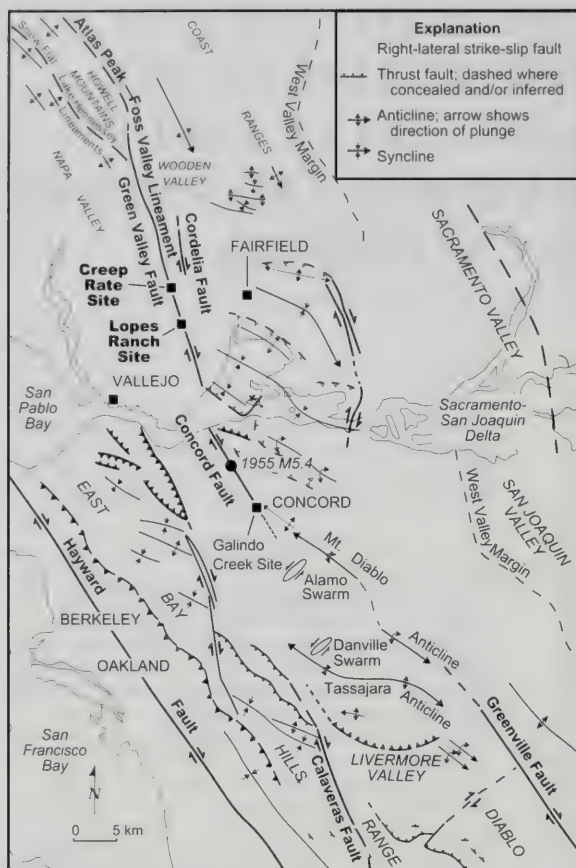 Explanation
Right-lateral strike-slip fault
Thrust fault; dashed where
concealed and/or inferred
Anticline; arrow shows
direction of plunge
Syncline
COAST
RANGES
West Valley Margin
Atlas Peak
Foss Valley Lineament
Snow Flat
HOWELL
MOUNTAINS
Lake Hennessey
Lineaments
NAPA
VALLEY
WOODEN
VALLEY
Green Valley Fault
Cordelia Fault
SACRAMENTO VALLEY
FAIRFIELD
Creep
Rate
Site
Lopes
Ranch
Site
VALLEJO
San
Pablo
Bay
Sacramento-
San Joaquin
Delta
Concord Fault
1955 M5.4
CONCORD
Galindo
Creek Site
West Valley
Margin
SAN JOAQUIN
VALLEY
EAST
BAY
HILLS
Hayward
Fault
BERKELEY
OAKLAND
Mt.
Diablo
Anticline
Alamo
Swarm
Danville
Swarm
Tassajara
Anticline
Greenville Fault
LIVERMORE
VALLEY
San
Francisco
Bay
Calaveras Fault
DIABLO
RANGE
N
0 5 km